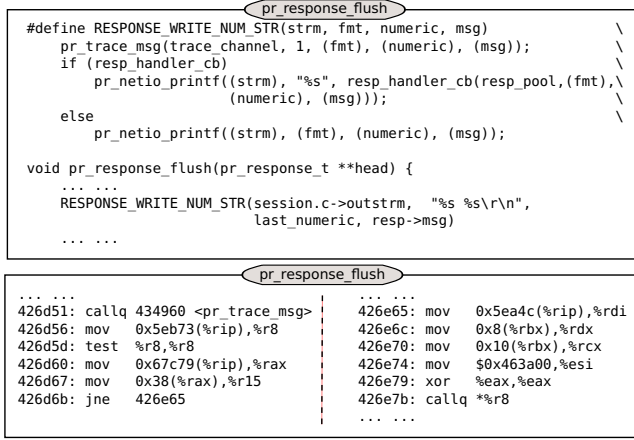 pr_response_flush
#define RESPONSE_WRITE_NUM_STR(strm, fmt, numeric, msg) \
pr_trace_msg(trace_channel, 1, (fmt), (numeric), (msg)); \
if (resp_handler_cb) \
pr_netio_printf((strm), "%s", resp_handler_cb(resp_pool,(fmt),\
(numeric), (msg))); \
else \
pr_netio_printf((strm), (fmt), (numeric), (msg));
void pr_response_flush(pr_response_t **head) {
... ...
RESPONSE_WRITE_NUM_STR(session.c->outstrm, "%s %s\r\n",
last_numeric, resp->msg)
... ...
pr_response_flush
... ...
426d51: callq 434960 <pr_trace_msg>
426d56: mov 0x5eb73(%rip),%r8
426d5d: test %r8,%r8
426d60: mov 0x67c79(%rip),%rax
426d67: mov 0x38(%rax),%r15
426d6b: jne 426e65
... ...
426e65: mov 0x5ea4c(%rip),%rdi
426e6c: mov 0x8(%rbx),%rdx
426e70: mov 0x10(%rbx),%rcx
426e74: mov $0x463a00,%esi
426e79: xor %eax,%eax
426e7b: callq *%r8
... ...